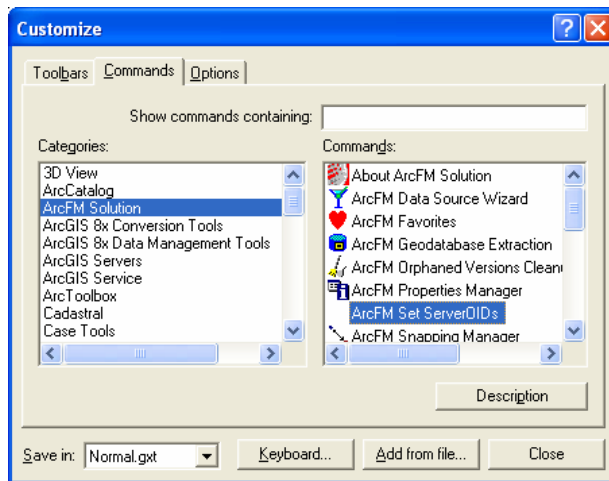 Customize
Toolbars Commands Options
Show commands containing:
Categories: Commands:
3D View
ArcCatalog
ArcFM Solution
ArcGIS 8x Conversion Tools
ArcGIS 8x Data Management Tools
ArcGIS Servers
ArcGIS Service
ArcToolbox
Cadastral
Case Tools
About ArcFM Solution
ArcFM Data Source Wizard
ArcFM Favorites
ArcFM Geodatabase Extraction
ArcFM Orphaned Versions Clean
ArcFM Properties Manager
ArcFM Set ServerOIDs
ArcFM Snapping Manager
Description
Save in: Normal.gxt Keyboard... Add from file... Close